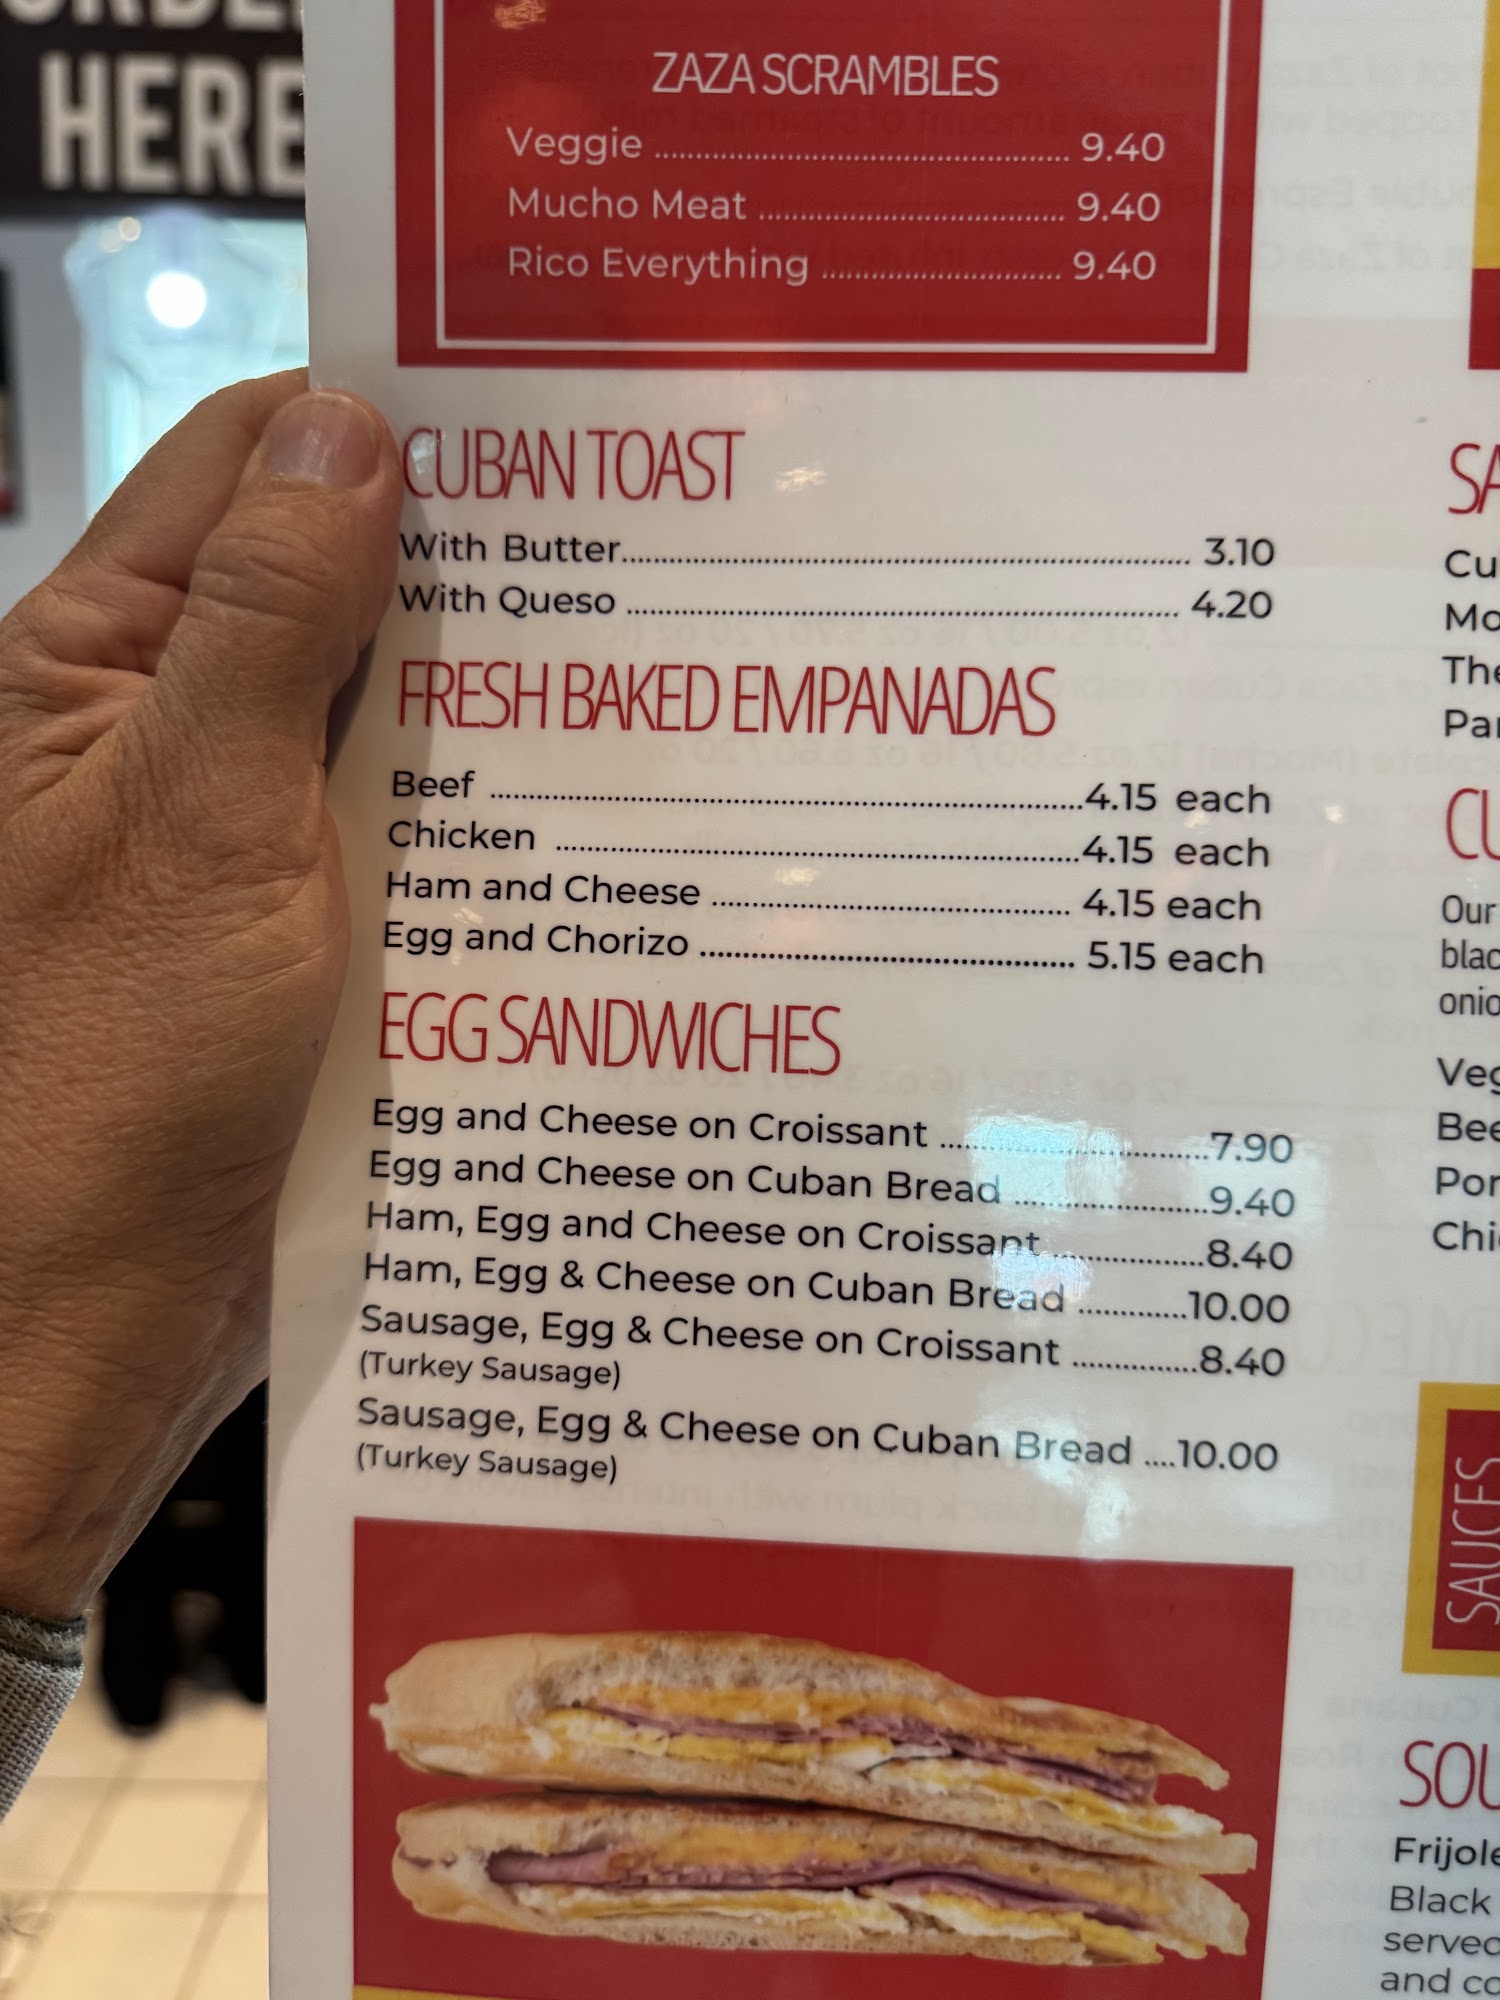 HERE
ZAZA SCRAMBLES
Veggie ........ 9.40
Mucho Meat ........ 9.40
Rico Everything ........ 9.40
CUBAN TOAST
With Butter........ 3.10
With Queso ........ 4.20
FRESH BAKED EMPANADAS
Beef ........4.15 each
Chicken ........4.15 each
Ham and Cheese ........ 4.15 each
Egg and Chorizo ........ 5.15 each
EGG SANDWICHES
Egg and Cheese on Croissant ........7.90
Egg and Cheese on Cuban Bread ........9.40
Ham, Egg and Cheese on Croissant ........8.40
Ham, Egg & Cheese on Cuban Bread ........10.00
Sausage, Egg & Cheese on Croissant ........8.40
(Turkey Sausage)
Sausage, Egg & Cheese on Cuban Bread ....10.00
(Turkey Sausage)
Our
SAUCES
Black
and